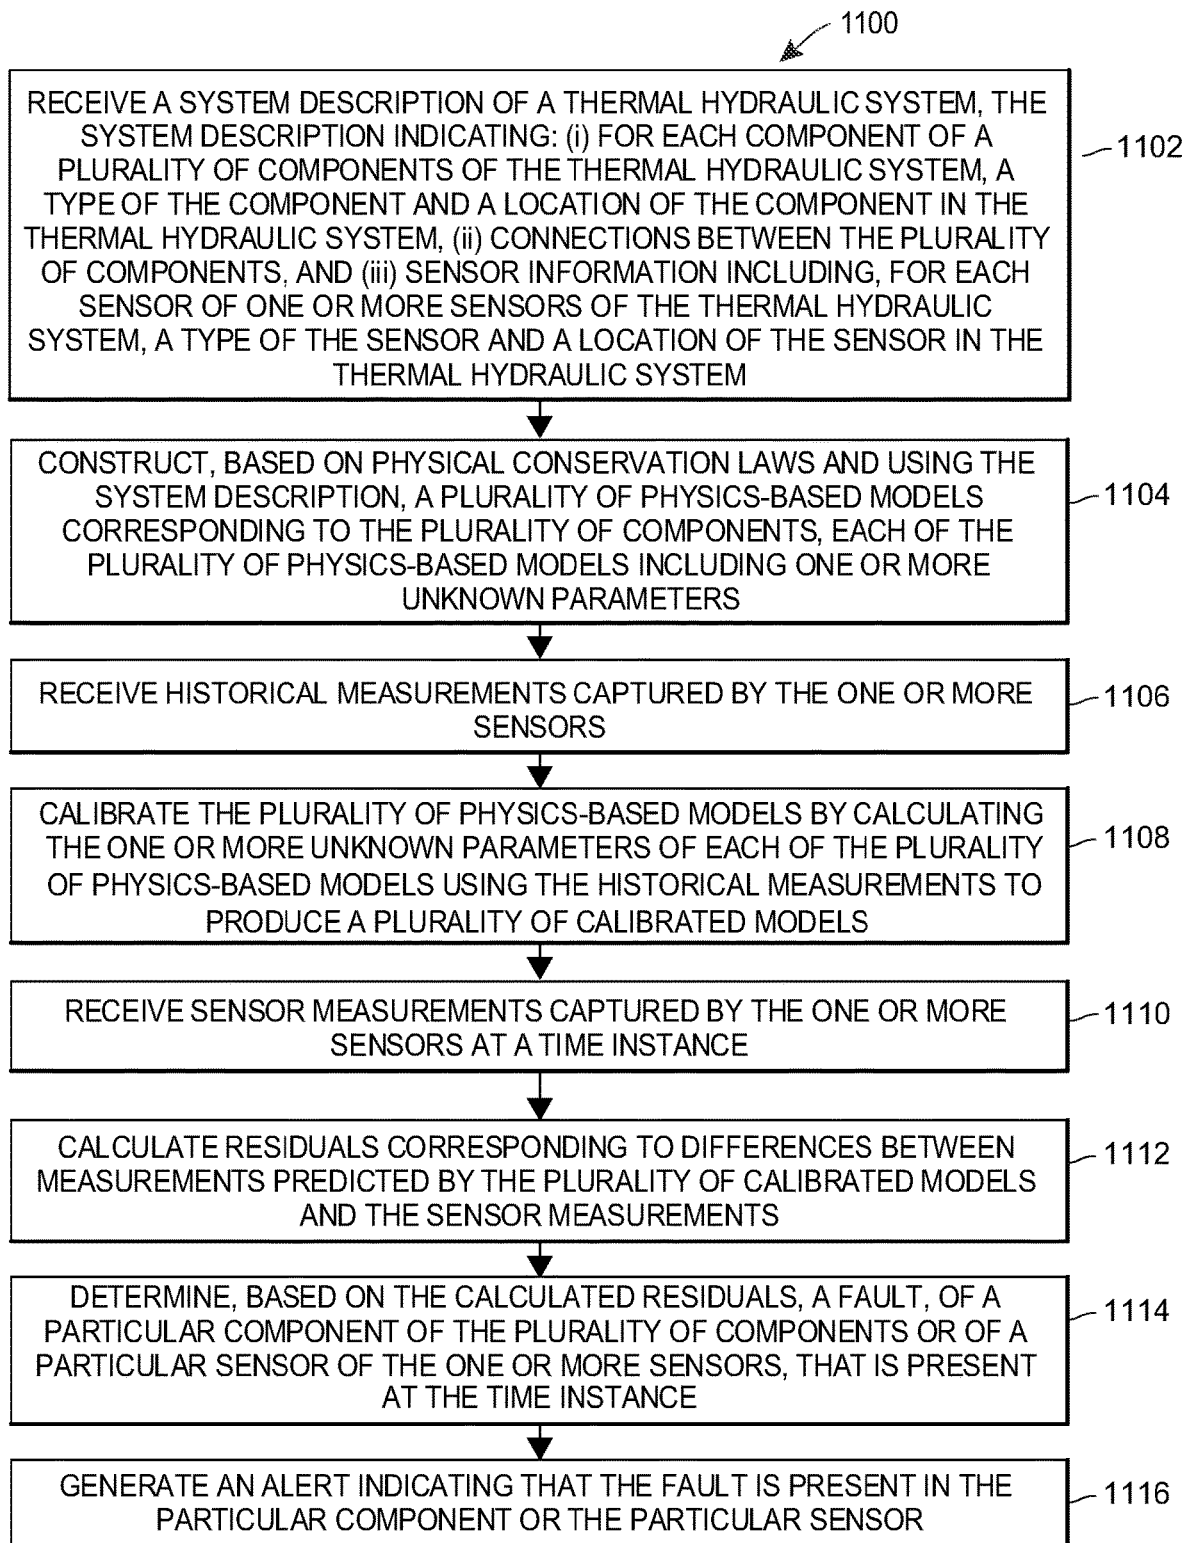 1100
RECEIVE A SYSTEM DESCRIPTION OF A THERMAL HYDRAULIC SYSTEM, THE
SYSTEM DESCRIPTION INDICATING: (i) FOR EACH COMPONENT OF A
PLURALITY OF COMPONENTS OF THE THERMAL HYDRAULIC SYSTEM, A
TYPE OF THE COMPONENT AND A LOCATION OF THE COMPONENT IN THE
THERMAL HYDRAULIC SYSTEM, (ii) CONNECTIONS BETWEEN THE PLURALITY
OF COMPONENTS, AND (iii) SENSOR INFORMATION INCLUDING, FOR EACH
SENSOR OF ONE OR MORE SENSORS OF THE THERMAL HYDRAULIC
SYSTEM, A TYPE OF THE SENSOR AND A LOCATION OF THE SENSOR IN THE
THERMAL HYDRAULIC SYSTEM
1102
CONSTRUCT, BASED ON PHYSICAL CONSERVATION LAWS AND USING THE
SYSTEM DESCRIPTION, A PLURALITY OF PHYSICS-BASED MODELS
CORRESPONDING TO THE PLURALITY OF COMPONENTS, EACH OF THE
PLURALITY OF PHYSICS-BASED MODELS INCLUDING ONE OR MORE
UNKNOWN PARAMETERS
1104
RECEIVE HISTORICAL MEASUREMENTS CAPTURED BY THE ONE OR MORE
SENSORS
1106
CALIBRATE THE PLURALITY OF PHYSICS-BASED MODELS BY CALCULATING
THE ONE OR MORE UNKNOWN PARAMETERS OF EACH OF THE PLURALITY
OF PHYSICS-BASED MODELS USING THE HISTORICAL MEASUREMENTS TO
PRODUCE A PLURALITY OF CALIBRATED MODELS
1108
RECEIVE SENSOR MEASUREMENTS CAPTURED BY THE ONE OR MORE
SENSORS AT A TIME INSTANCE
1110
CALCULATE RESIDUALS CORRESPONDING TO DIFFERENCES BETWEEN
MEASUREMENTS PREDICTED BY THE PLURALITY OF CALIBRATED MODELS
AND THE SENSOR MEASUREMENTS
1112
DETERMINE, BASED ON THE CALCULATED RESIDUALS, A FAULT, OF A
PARTICULAR COMPONENT OF THE PLURALITY OF COMPONENTS OR OF A
PARTICULAR SENSOR OF THE ONE OR MORE SENSORS, THAT IS PRESENT
AT THE TIME INSTANCE
1114
GENERATE AN ALERT INDICATING THAT THE FAULT IS PRESENT IN THE
PARTICULAR COMPONENT OR THE PARTICULAR SENSOR
1116